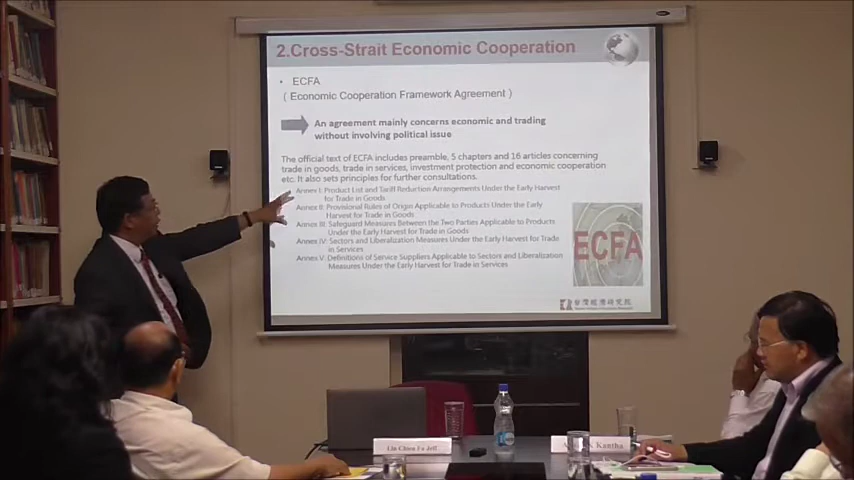 2.Cross-Strait Economic Cooperation
• ECFA
( Economic Cooperation Framework Agreement )
An agreement mainly concerns economic and trading
without involving political issue
The official text of ECFA includes preamble, 5 chapters and 16 articles concerning
trade in goods, trade in services, investment protection and economic cooperation
etc. It also sets principles for further consultations.
Annex I: Product List and Tariff Reduction Arrangements Under the Early Harvest
for Trade in Goods
Annex II: Provisional Rules of Origin Applicable to Products Under the Early
Harvest for Trade in Goods
Annex III: Safeguard Measures Between the Two Parties Applicable to Products
Under the Early Harvest for Trade in Goods
Annex IV: Sectors and Liberalization Measures Under the Early Harvest for Trade
in Services
Annex V: Definitions of Service Suppliers Applicable to Sectors and Liberalization
Measures Under the Early Harvest for Trade in Services
ECFA
台灣經濟研究院
Kantha